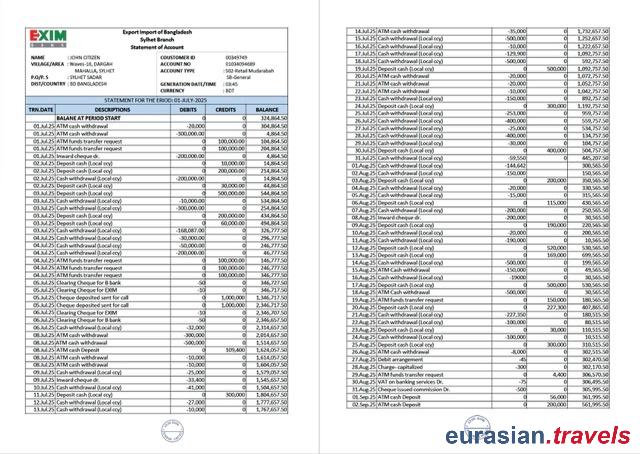 EXIM
BANK
Export Import of Bangladesh
Sylhet Branch
Statement of Account
NAME : JOHN CITIZEN
VILLAGE/AREA : Waves-18, DARGAH
MAHALLA, SYLHET
P.O/P.S : SYLHET SADAR
DIST/COUNTRY : BD BANGLADESH
COUSTOMER ID 00349749
ACCOUNT NO 01034094689
ACCOUNT TYPE : 502-Retail Mudarabah
SB-General
GENERATION DATE/TIME : 03:45
CURRENCY : BDT
STATEMENT FOR THE ERIOD: 01-JULY-2025
TRN.DATE DESCRIPTIONS DEBITS CREDITS BALANCE
BALANE AT PERIOD START 0 0 324,864.50
01.Jul.25 ATM cash withdrawal -20,000 0 304,864.50
01.Jul.25 ATM cash withdrawal -300,000.00 0 4,864.50
01.Jul.25 ATM funds transfer request 0 100,000.00 104,864.50
01.Jul.25 ATM funds transfer request 0 100,000.00 204,864.50
01.Jul.25 Inward cheque dr. -200,000.00 0 4,864.50
02.Jul.25 Deposit cash (Local ccy) 0 10,000 14,864.50
02.Jul.25 Deposit cash (Local ccy) 0 200,000 214,864.50
02.Jul.25 Cash withdrawal (Local ccy) -200,000 0 14,864.50
02.Jul.25 Deposit cash (Local ccy) 0 30,000 44,864.50
02.Jul.25 Deposit cash (Local ccy) 0 500,000 544,864.50
03.Jul.25 Cash withdrawal (Local ccy) -10,000 0 534,864.50
03.Jul.25 Cash withdrawal (Local ccy) -300,000 0 254,864.50
03.Jul.25 Deposit cash (Local ccy) 0 200,000 434,864.50
03.Jul.25 Deposit cash (Local ccy) 0 60,000 494,864.50
03.Jul.25 Cash withdrawal (Local ccy) -168,087.00 0 326,777.50
04.Jul.25 Cash withdrawal (Local ccy) -30,000.00 0 296,777.50
04.Jul.25 Cash withdrawal (Local ccy) -50,000.00 0 246,777.50
04.Jul.25 Cash withdrawal (Local ccy) -200,000.00 0 46,777.50
04.Jul.25 ATM funds transfer request 0 100,000.00 146,777.50
04.Jul.25 ATM funds transfer request 0 100,000.00 246,777.50
04.Jul.25 ATM funds transfer request 0 100,000.00 346,777.50
05.Jul.25 Clearing Cheque for B bank -50 0 346,727.50
05.Jul.25 Clearing Cheque for EXIM -10 0 346,717.50
05.Jul.25 Cheque deposited sent for call 0 1,000,000 1,346,717.50
05.Jul.25 Cheque deposited sent for call 0 1,000,000 2,346,717.50
06.Jul.25 Clearing Cheque for EXIM -10 0 2,346,707.50
06.Jul.25 Clearing Cheque for B bank -50 0 2,346,657.50
06.Jul.25 Cash withdrawal (Local ccy) -32,000 0 2,314,657.50
08.Jul.25 ATM cash withdrawal -300,000 0 2,014,657.50
08.Jul.25 ATM cash withdrawal -500,000 0 1,514,657.50
08.Jul.25 ATM cash Deposit 0 109,400 1,624,057.50
08.Jul.25 ATM cash withdrawal -10,000 0 1,614,057.50
08.Jul.25 ATM cash withdrawal -10,000 0 1,604,057.50
09.Jul.25 Cash withdrawal (Local ccy) -25,000 0 1,579,057.50
09.Jul.25 Inward cheque dr. -33,400 0 1,545,657.50
10.Jul.25 Cash withdrawal (Local ccy) -41,000 0 1,504,657.50
11.Jul.25 Deposit cash (Local ccy) 0 300,000 1,804,657.50
12.Jul.25 Cash withdrawal (Local ccy) -27,000 0 1,777,657.50
13.Jul.25 Cash withdrawal (Local ccy) -10,000 0 1,767,657.50
14.Jul.25 ATM cash withdrawal -35,000 0 1,732,657.50
15.Jul.25 Cash withdrawal (Local ccy) -500,000 0 1,252,657.50
16.Jul.25 Cash withdrawal (Local ccy) -10,000 0 1,222,657.50
17.Jul.25 Cash withdrawal (Local ccy) -129,900 0 1,092,757.50
18.Jul.25 Cash withdrawal (Local ccy) -500,000 0 592,757.50
19.Jul.25 Deposit cash (Local ccy) 0 500,000 1,092,757.50
20.Jul.25 ATM cash withdrawal -20,000 0 1,072,757.50
21.Jul.25 ATM cash withdrawal -20,000 0 1,052,757.50
22.Jul.25 ATM cash withdrawal -10,000 0 1,042,757.50
23.Jul.25 Cash withdrawal (Local ccy) -150,000 0 892,757.50
24.Jul.25 Deposit cash (Local ccy) 0 300,000 1,192,757.50
25.Jul.25 Cash withdrawal (Local ccy) -253,000 0 959,757.50
26.Jul.25 Cash withdrawal (Local ccy) -400,000 0 559,757.50
27.Jul.25 Cash withdrawal (Local ccy) -25,000 0 534,757.50
28.Jul.25 Cash withdrawal (Local ccy) -400,000 0 134,757.50
29.Jul.25 Cash withdrawal (Local ccy) -30,000 0 104,757.50
30.Jul.25 Deposit cash (Local ccy) 0 400,000 504,757.50
31.Jul.25 Cash withdrawal (Local ccy) -59,550 0 445,207.50
01.Aug.25 Cash withdrawal (Local ccy) -144,642 0 300,565.50
02.Aug.25 Cash withdrawal (Local ccy) -150,000 0 150,565.50
03.Aug.25 Deposit cash (Local ccy) 0 200,000 350,565.50
04.Aug.25 Cash withdrawal (Local ccy) -20,000 0 330,565.50
05.Aug.25 Cash withdrawal (Local ccy) -15,000 0 315,565.50
06.Aug.25 Deposit cash (Local ccy) 0 115,000 430,565.50
07.Aug.25 Cash withdrawal (Local ccy) -200,000 0 250,565.50
08.Aug.25 Inward cheque dr. -200,000 0 30,565.50
09.Aug.25 Deposit cash (Local ccy) 0 190,000 220,565.50
10.Aug.25 Cash withdrawal (Local ccy) -20,000 0 200,565.50
11.Aug.25 Cash withdrawal (Local ccy) -190,000 0 10,565.50
12.Aug.25 Deposit cash (Local ccy) 0 520,000 530,565.50
13.Aug.25 Deposit cash (Local ccy) 0 169,000 699,565.50
14.Aug.25 Cash withdrawal (Local ccy) -500,000 0 199,565.50
15.Aug.25 ATM cash withdrawal -150,000 0 49,565.50
16.Aug.25 Cash withdrawal (Local ccy) -19000 0 30,565.50
17.Aug.25 Deposit cash (Local ccy) 0 500,000 530,565.50
18.Aug.25 ATM cash withdrawal -500,000 0 30,565.50
19.Aug.25 ATM funds transfer request 0 150,000 180,565.50
20.Aug.25 Deposit cash (Local ccy) 0 227,300 407,865.50
21.Aug.25 Cash withdrawal (Local ccy) -227,350 0 180,515.50
22.Aug.25 Cash withdrawal (Local ccy) -100,000 0 80,515.50
23.Aug.25 Deposit cash (Local ccy) 0 30,000 110,515.50
24.Aug.25 Cash withdrawal (Local ccy) -100,000 0 10,515.50
25.Aug.25 Deposit cash (Local ccy) 0 300,000 310,515.50
26.Aug.25 ATM cash withdrawal -8,000 0 302,515.50
27.Aug.25 Debit arrangement -45 0 302,470.50
28.Aug.25 Charge- capitalized -300 0 302,170.50
29.Aug.25 ATM funds transfer request 0 4,400 306,570.50
30.Aug.25 VAT on banking services Dr. -75 0 306,495.50
31.Aug.25 Cheque issued commission Dr. -500 0 305,995.50
01.Sep.25 ATM cash Deposit 0 56,000 361,995.50
02.Sep.25 ATM cash Deposit 0 200,000 561,995.50
eurasian.travels